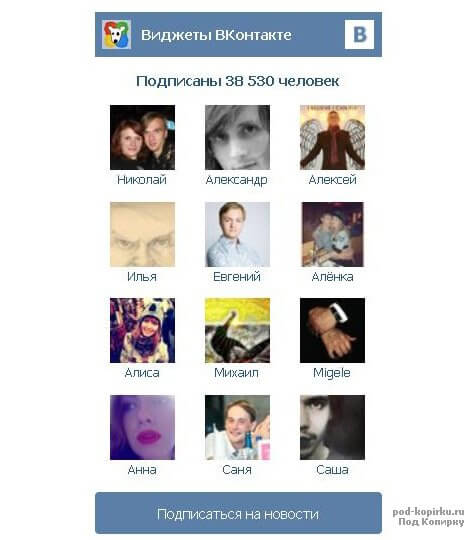 Виджеты ВКонтакте
B
Подписаны 38 530 человек
Николай Александр Алексей
Илья Евгений Алёнка
Алиса Михаил Migele
Анна Саня Саша
Подписаться на новости
pod-kopirku.ru
Под Копирку